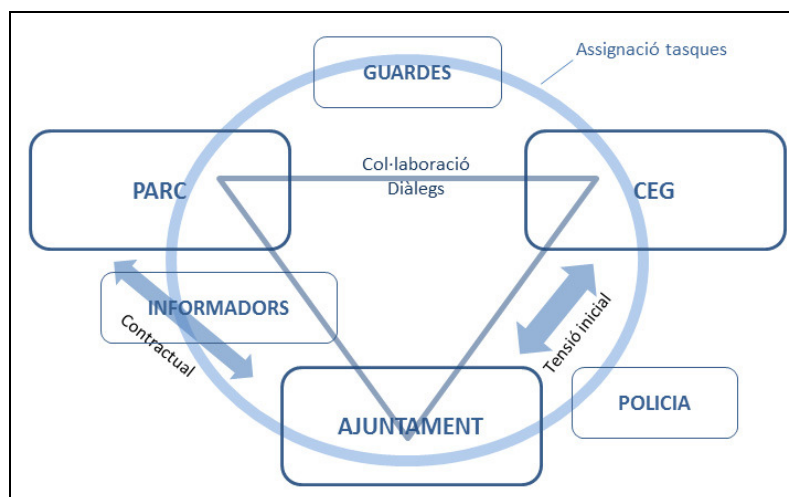 Assignació tasques
GUARDES
Col·laboració
Diàlegs
PARC
CEG
INFORMADORS
Contractual
Tensió inicial
AJUNTAMENT
POLICIA